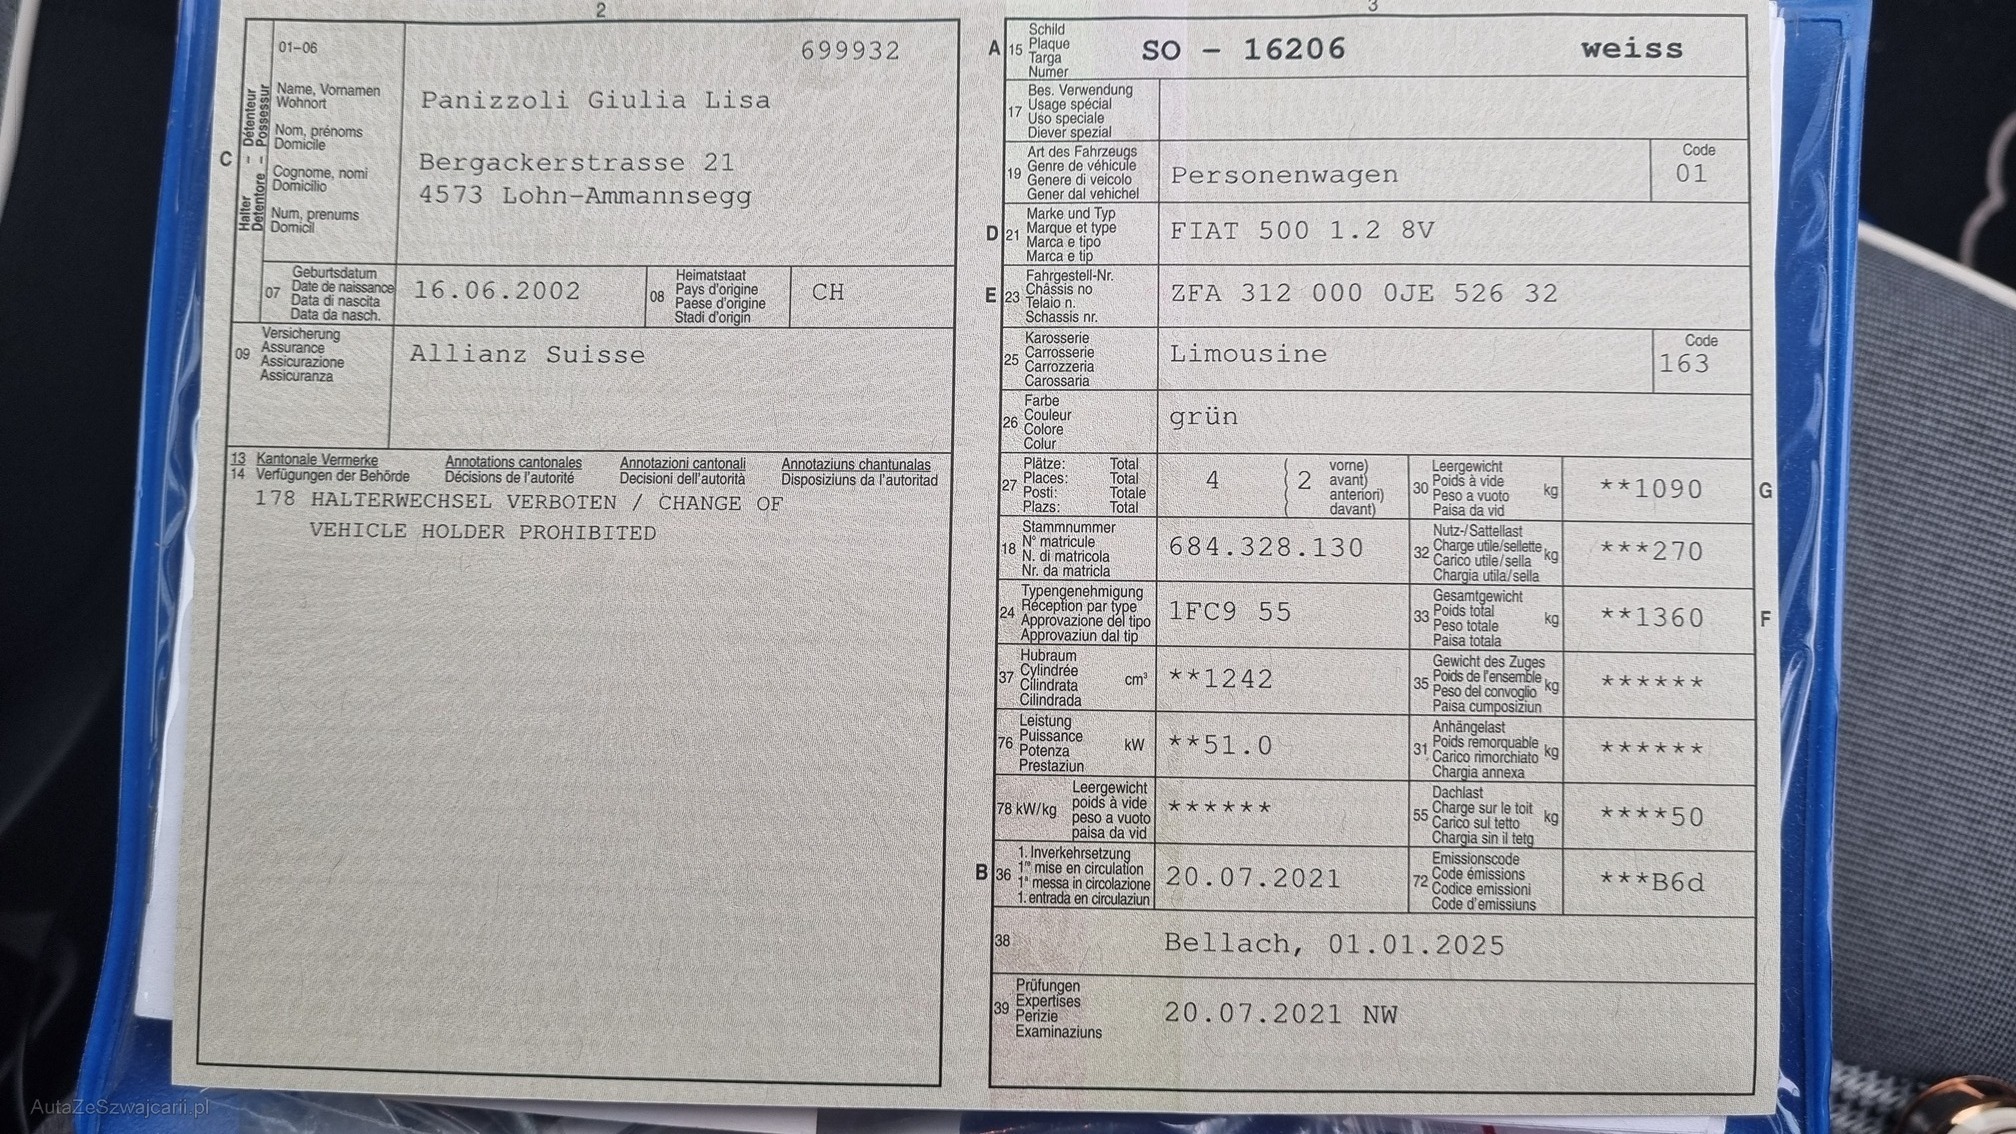 2
01-06
699932
C
Halter – Détenteur
Detentore – Possessur
Name, Vornamen
Wohnort
Nom, prénoms
Domicile
Cognome, nomi
Domicilio
Num, prenums
Domicil
Panizzoli Giulia Lisa
Bergackerstrasse 21
4573 Lohn-Ammannsegg
07
Geburtsdatum
Date de naissance
Data di nascita
Data da nasch.
16.06.2002
08
Heimatstaat
Pays d'origine
Paese d'origine
Stadi d'origin
CH
09
Versicherung
Assurance
Assicurazione
Assicuranza
Allianz Suisse
13 Kantonale Vermerke Annotations cantonales Annotazioni cantonali Annotaziuns chantunalas
14 Verfügungen der Behörde Décisions de l'autorité Decisioni dell'autorità Disposiziuns da l'autoritad
178 HALTERWECHSEL VERBOTEN / CHANGE OF
VEHICLE HOLDER PROHIBITED
3
A 15
Schild
Plaque
Targa
Numer
SO - 16206 weiss
17
Bes. Verwendung
Usage spécial
Uso speciale
Diever spezial
19
Art des Fahrzeugs
Genre de véhicule
Genere di veicolo
Gener dal vehichel
Personenwagen
Code
01
D 21
Marke und Typ
Marque et type
Marca e tipo
Marca e tip
FIAT 500 1.2 8V
E 23
Fahrgestell-Nr.
Châssis no
Telaio n.
Schassis nr.
ZFA 312 000 0JE 526 32
25
Karosserie
Carrosserie
Carrozzeria
Carossaria
Limousine
Code
163
26
Farbe
Couleur
Colore
Colur
grün
27
Plätze: Total
Places: Total
Posti: Totale
Plazs: Total
4
2
vorne)
avant)
anteriori)
davant)
30
Leergewicht
Poids à vide
Peso a vuoto
Paisa da vid
kg
**1090
G
18
Stammnummer
N° matricule
N. di matricola
Nr. da matricla
684.328.130
32
Nutz-/Sattellast
Charge utile/sellette
Carico utile/sella
Chargia utila/sella
kg
***270
24
Typengenehmigung
Réception par type
Approvazione del tipo
Approvaziun dal tip
1FC9 55
33
Gesamtgewicht
Poids total
Peso totale
Paisa totala
kg
**1360
F
37
Hubraum
Cylindrée
Cilindrata
Cilindrada
cm³
**1242
35
Gewicht des Zuges
Poids de l'ensemble
Peso del convoglio
Paisa cumposiziun
kg
******
76
Leistung
Puissance
Potenza
Prestaziun
kW
**51.0
31
Anhängelast
Poids remorquable
Carico rimorchiato
Chargia annexa
kg
******
78 kW/kg
Leergewicht
poids à vide
peso a vuoto
paisa da vid
******
55
Dachlast
Charge sur le toit
Carico sul tetto
Chargia sin il tetg
kg
****50
B 36
1. Inverkehrsetzung
1re mise en circulation
1a messa in circolazione
1. entrada en circulaziun
20.07.2021
72
Emissionscode
Code émissions
Codice emissioni
Code d'emissiuns
***B6d
38
Bellach, 01.01.2025
39
Prüfungen
Expertises
Perizie
Examinaziuns
20.07.2021 NW
AutaZeSzwajcarii.pl